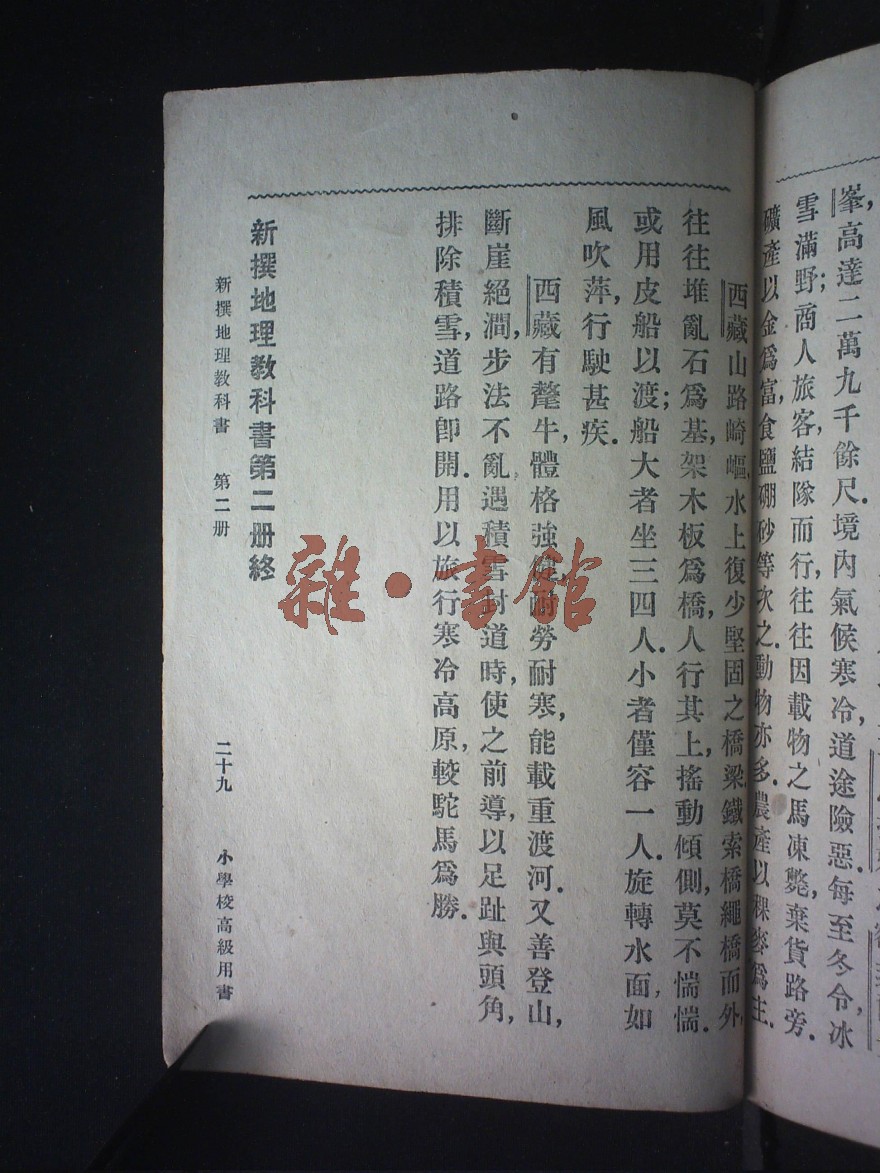 峯,高達二萬九千餘尺.境內氣候寒冷,道途險惡.每至冬令,冰
雪滿野;商人旅客,結隊而行,往往因載物之馬凍斃,棄貨路旁.
礦產以金爲富,食鹽硼砂等次之.動物亦多.農產以稞麥爲主.
西藏山路崎嶇,水上復少堅固之橋梁.鐵索橋繩橋而外,
往往堆亂石爲基,架木板爲橋,人行其上,搖動傾側,莫不惴惴.
或用皮船以渡;船大者坐三四人.小者僅容一人.旋轉水面,如
風吹萍,行駛甚疾.
西藏有氂牛,體格強健,耐勞耐寒,能載重渡河.又善登山,
斷崖絕澗,步法不亂.遇積雪封道時,使之前導,以足趾與頭角,
排除積雪,道路卽開.用以旅行寒冷高原,較駝馬爲勝.
新撰地理教科書第二册終
新撰地理教科書 第二册 二十九 小學校高級用書
雜·書館